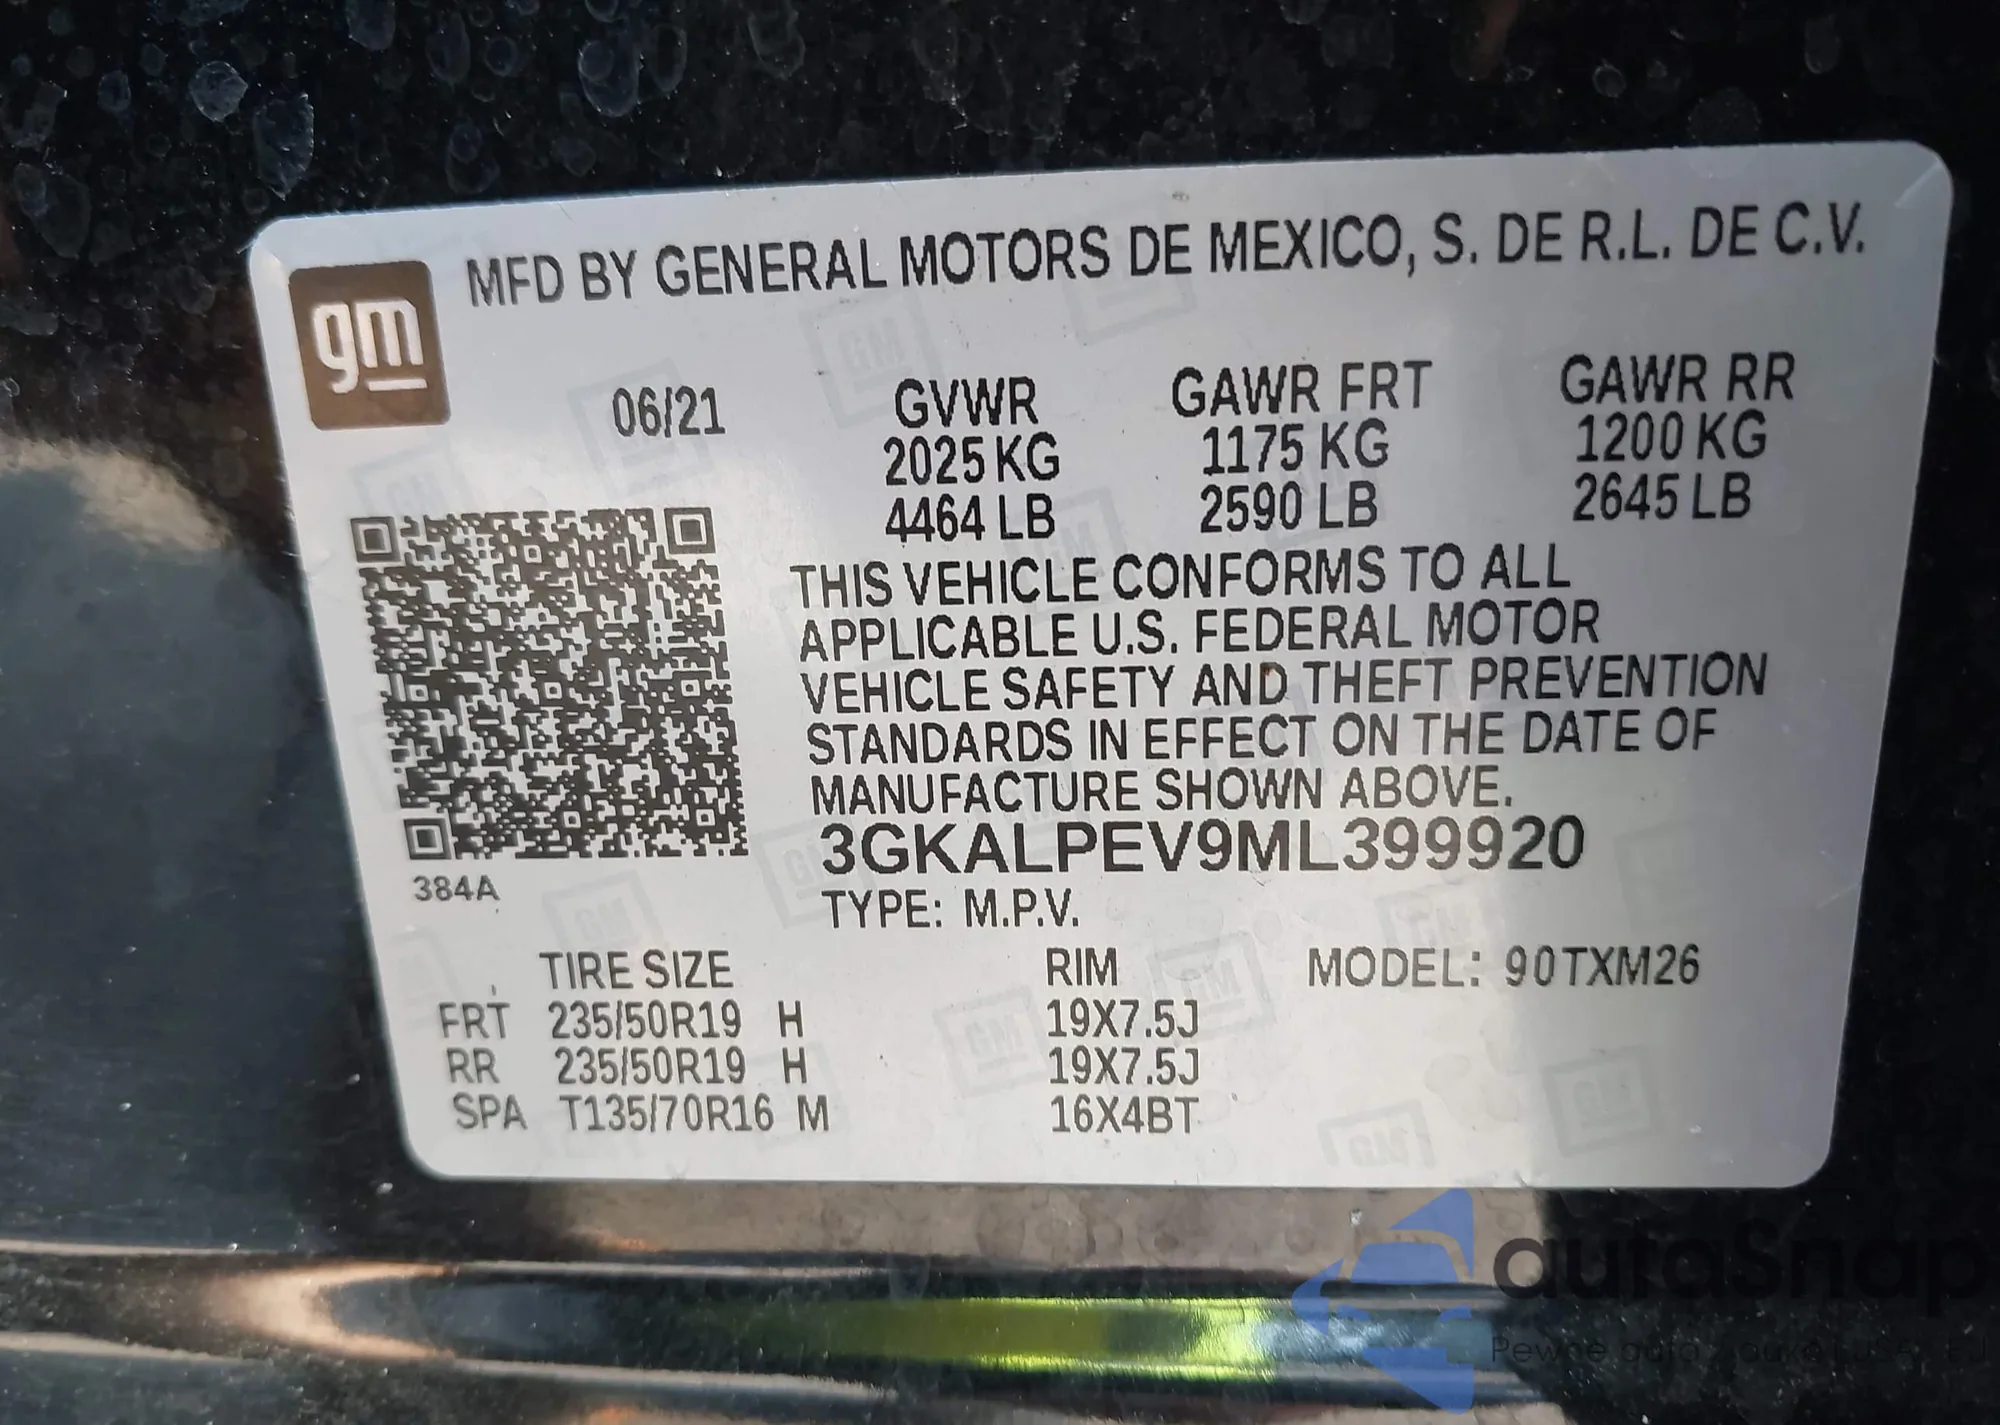 gm
MFD BY GENERAL MOTORS DE MEXICO, S. DE R.L. DE C.V.
06/21 GVWR GAWR FRT GAWR RR
2025 KG 1175 KG 1200 KG
4464 LB 2590 LB 2645 LB
THIS VEHICLE CONFORMS TO ALL
APPLICABLE U.S. FEDERAL MOTOR
VEHICLE SAFETY AND THEFT PREVENTION
STANDARDS IN EFFECT ON THE DATE OF
MANUFACTURE SHOWN ABOVE.
3GKALPEV9ML399920
384A
TYPE: M.P.V.
TIRE SIZE RIM MODEL: 90TXM26
FRT 235/50R19 H 19X7.5J
RR 235/50R19 H 19X7.5J
SPA T135/70R16 M 16X4BT
autoSnap
Pewne auta z